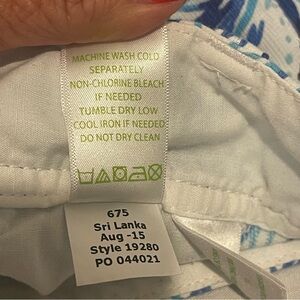 MACHINE WASH COLD
SEPARATELY
NON-CHLORINE BLEACH
IF NEEDED
TUMBLE DRY LOW
COOL IRON IF NEEDED
DO NOT DRY CLEAN
675
Sri Lanka
Aug -15
Style 19280
PO 044021